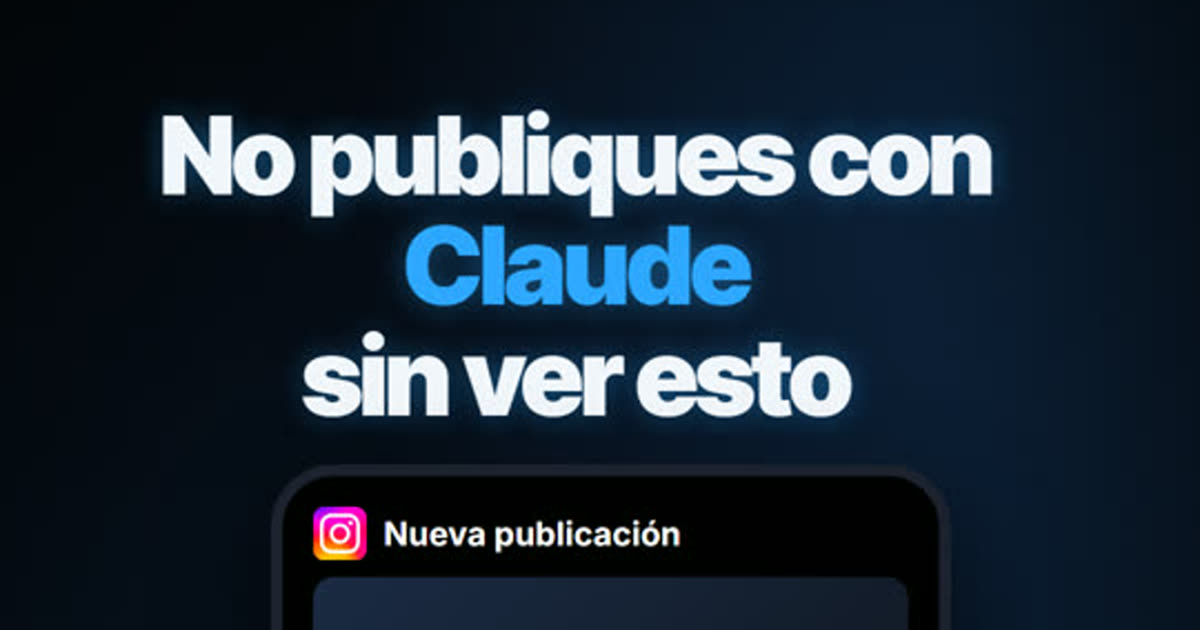 No publiques con
Claude
sin ver esto
Nueva publicación